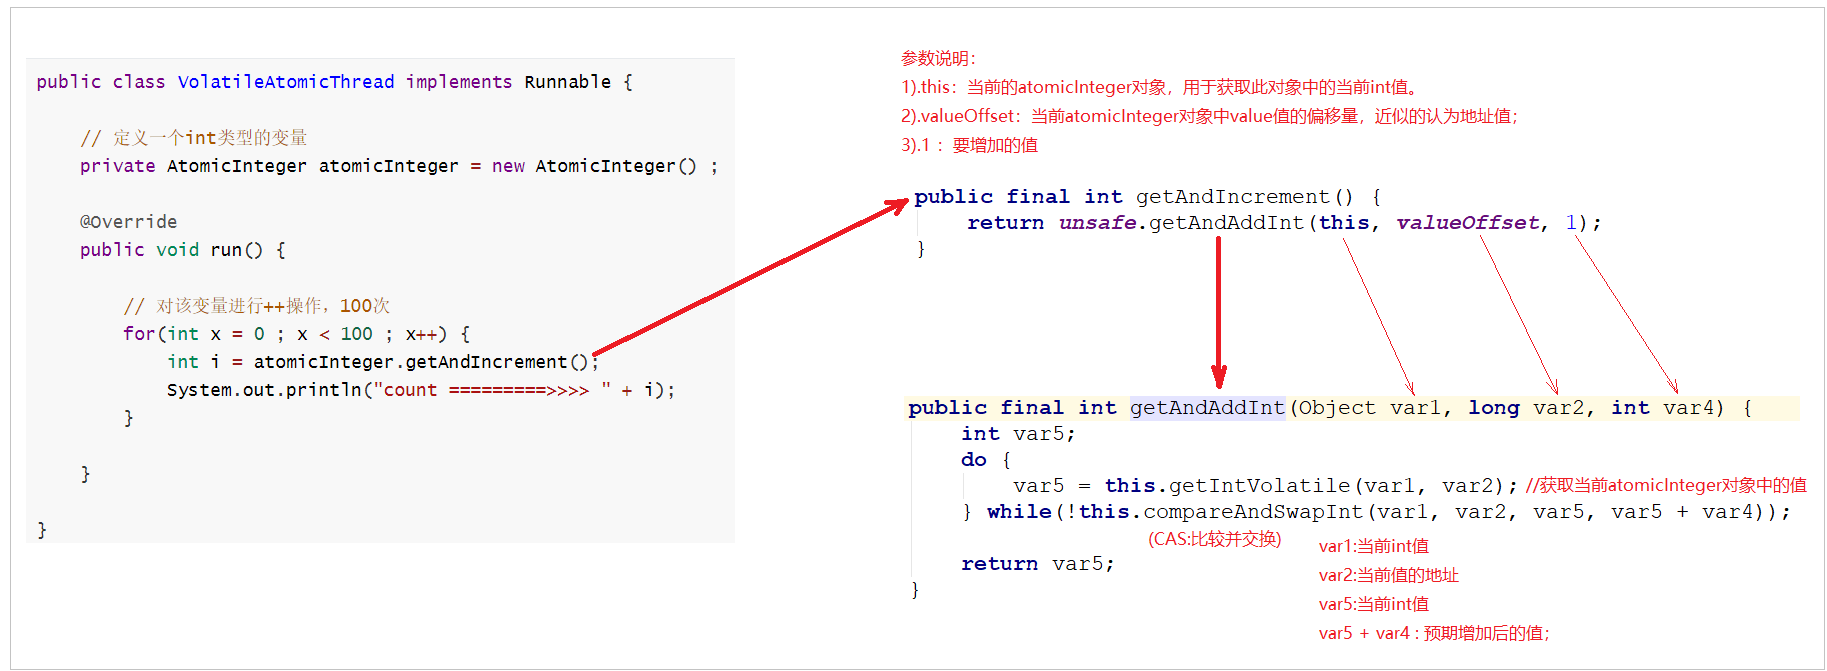 public class VolatileAtomicThread implements Runnable {
// 定义一个int类型的变量
private AtomicInteger atomicInteger = new AtomicInteger() ;
@Override
public void run() {
// 对该变量进行++操作，100次
for(int x = 0 ; x < 100 ; x++) {
int i = atomicInteger.getAndIncrement();
System.out.println("count =========>>>> " + i);
}
}
}
参数说明：
1).this：当前的atomicInteger对象，用于获取此对象中的当前int值。
2).valueOffset：当前atomicInteger对象中value值的偏移量，近似的认为地址值；
3).1 ：要增加的值
public final int getAndIncrement() {
return unsafe.getAndAddInt(this, valueOffset, 1);
}
public final int getAndAddInt(Object var1, long var2, int var4) {
int var5;
do {
var5 = this.getIntVolatile(var1, var2); //获取当前atomicInteger对象中的值
} while(!this.compareAndSwapInt(var1, var2, var5, var5 + var4));
(CAS:比较并交换)
return var5;
}
var1:当前int值
var2:当前值的地址
var5:当前int值
var5 + var4 : 预期增加后的值；